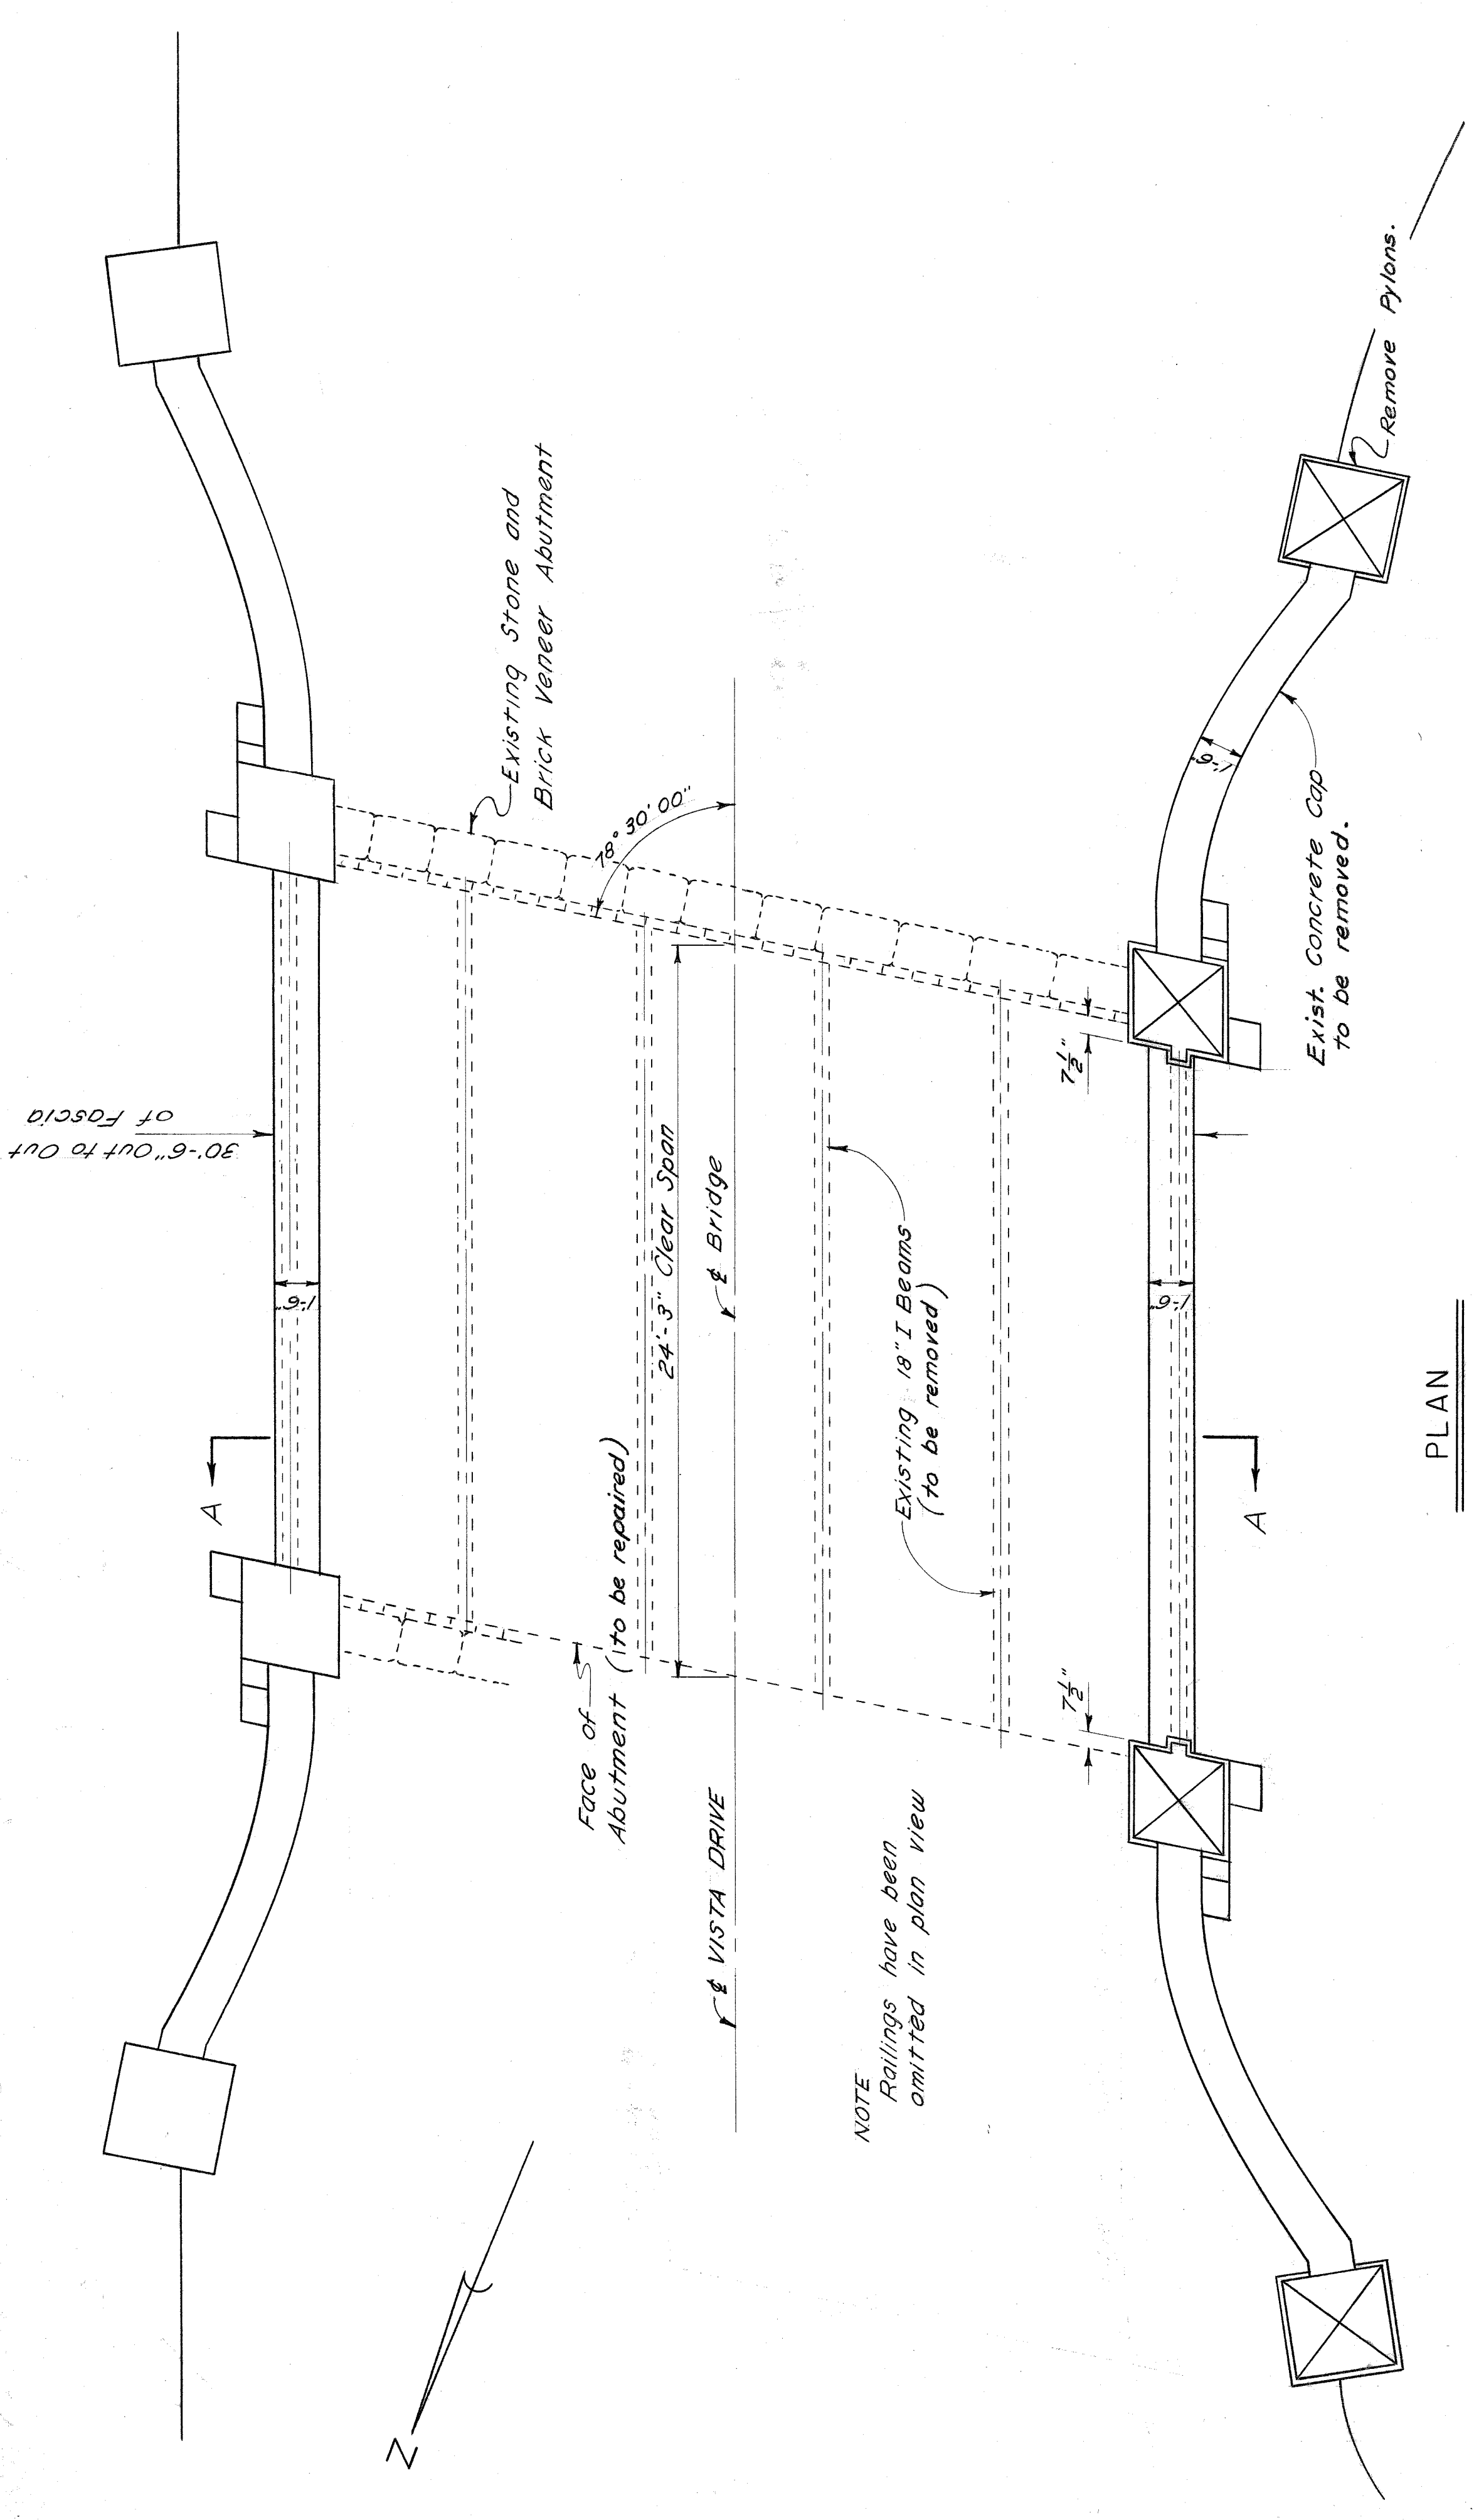 30'-6" Out to Out
of Fascia
Existing Stone and
Brick Veneer Abutment
78° 30' 00"
Remove Pylons.
1'-6"
Exist. Concrete Cap
to be removed.
7½"
24'-3" Clear Span
℄ Bridge
Existing 18" I Beams
(to be removed)
1'-6"
1'-6"
A
A
Face of
Abutment (to be repaired)
7½"
℄ VISTA DRIVE
NOTE
Railings have been
omitted in plan view
N
PLAN